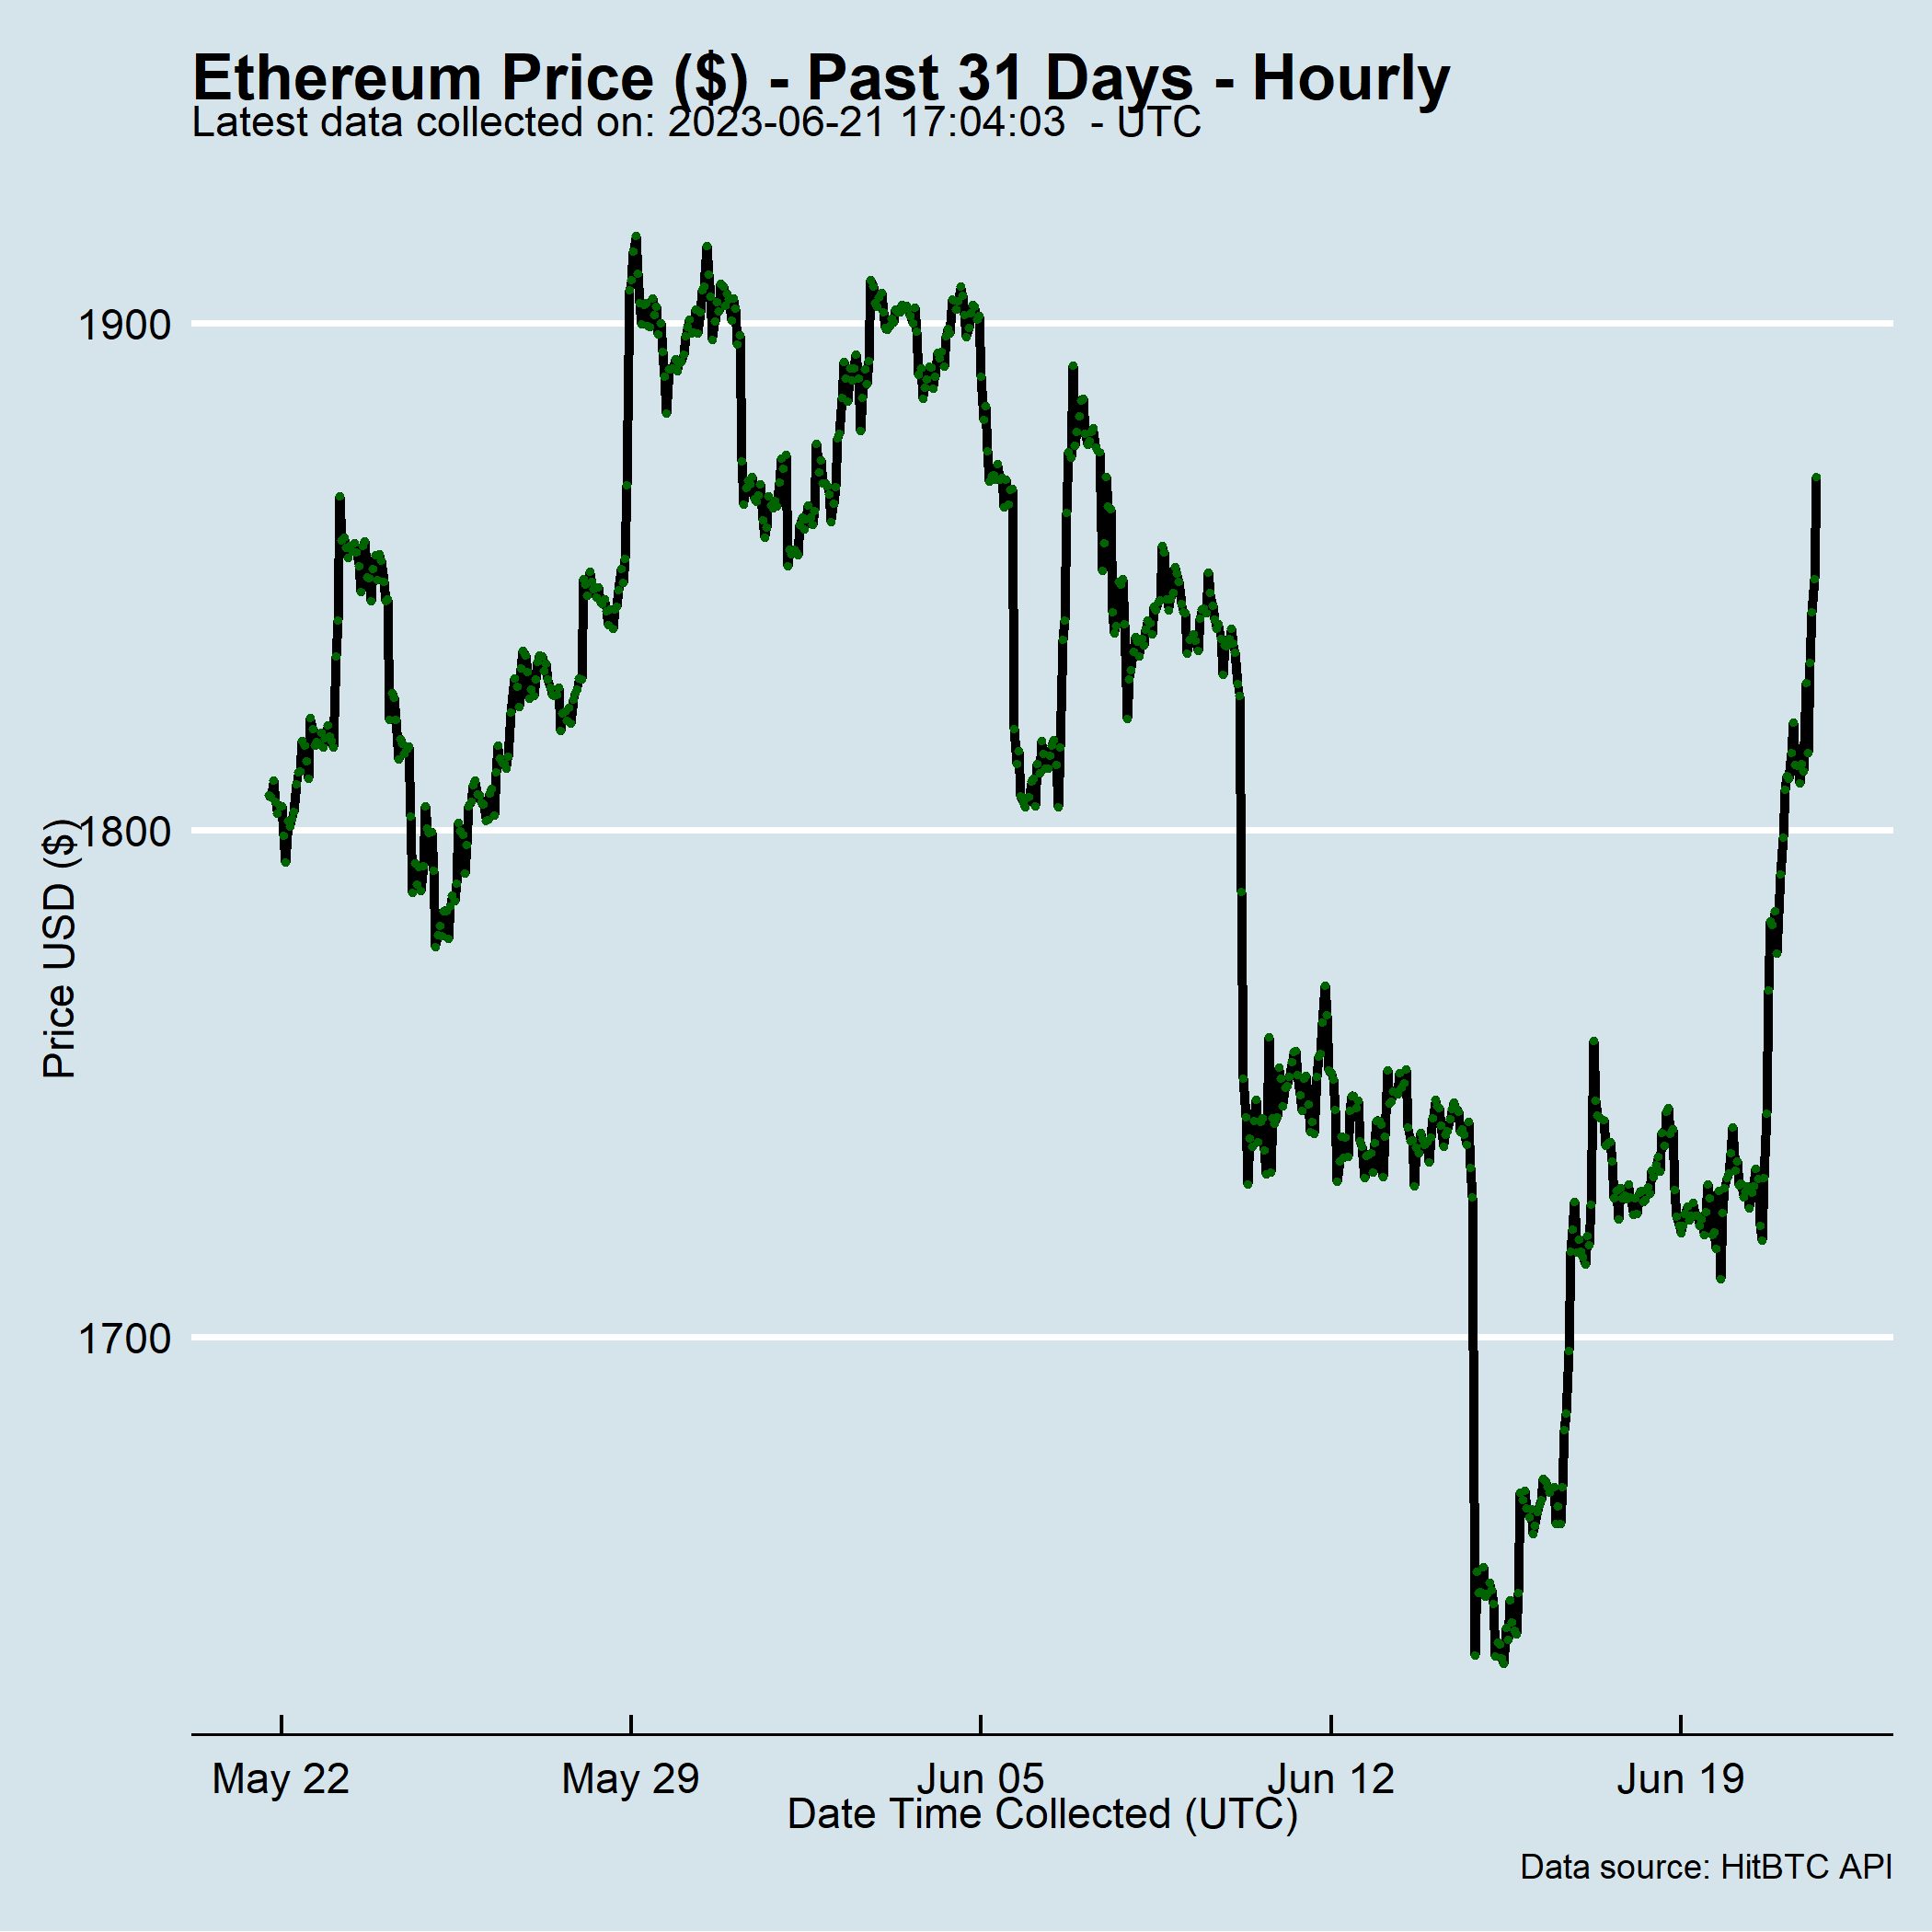 Ethereum Price ($) - Past 31 Days - Hourly
Latest data collected on: 2023-06-21 17:04:03  - UTC
1900
1800
1700
Price USD ($)
May 22
May 29
Jun 05
Jun 12
Jun 19
Date Time Collected (UTC)
Data source: HitBTC API